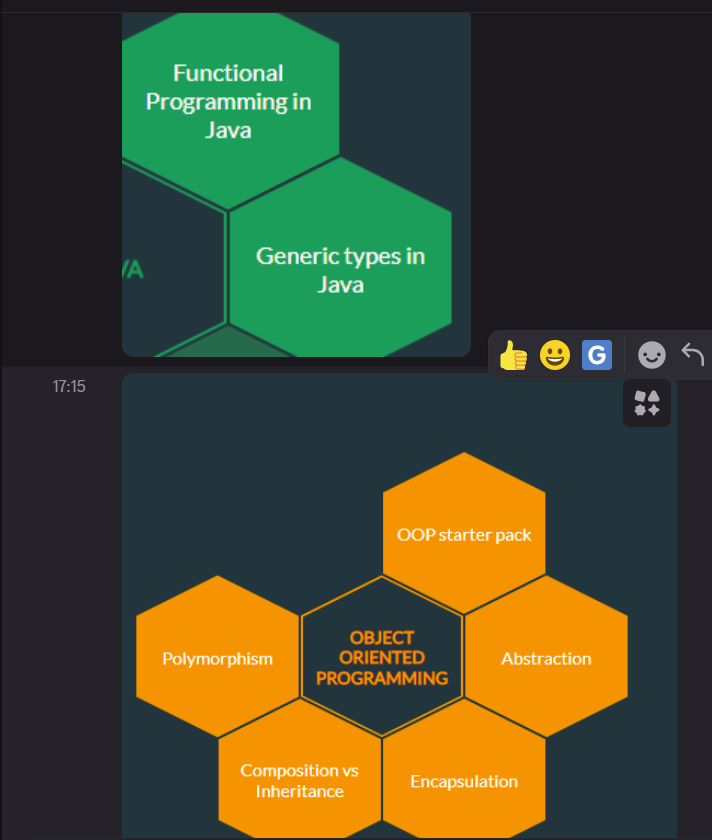 Functional
Programming in
Java
VA
Generic types in
Java
G
17:15
OOP starter pack
Polymorphism
OBJECT
ORIENTED
PROGRAMMING
Abstraction
Composition vs
Inheritance
Encapsulation